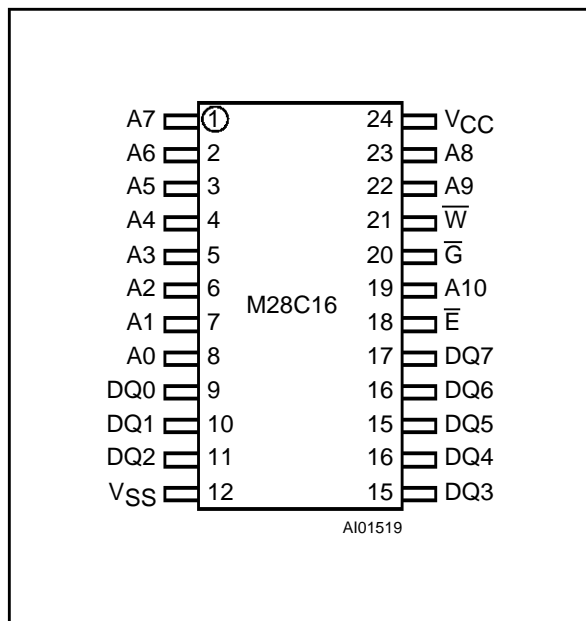 A7 1 24 VCC
A6 2 23 A8
A5 3 22 A9
A4 4 21 W̅
A3 5 20 G̅
A2 6 19 A10
M28C16
A1 7 18 E̅
A0 8 17 DQ7
DQ0 9 16 DQ6
DQ1 10 15 DQ5
DQ2 11 16 DQ4
VSS 12 15 DQ3
AI01519